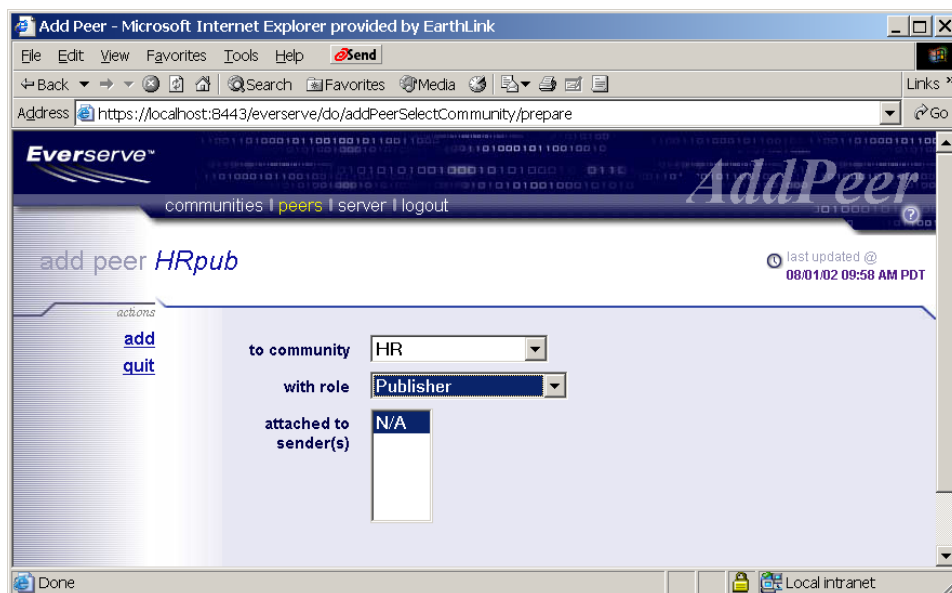 Add Peer - Microsoft Internet Explorer provided by EarthLink
File Edit View Favorites Tools Help Send
Back Search Favorites Media Links »
Address https://localhost:8443/everserve/do/addPeerSelectCommunity/prepare Go
Everserve™
AddPeer
communities | peers | server | logout
?
add peer HRpub
last updated @
08/01/02 09:58 AM PDT
actions
add
quit
to community HR
with role Publisher
attached to N/A
sender(s)
Done Local intranet